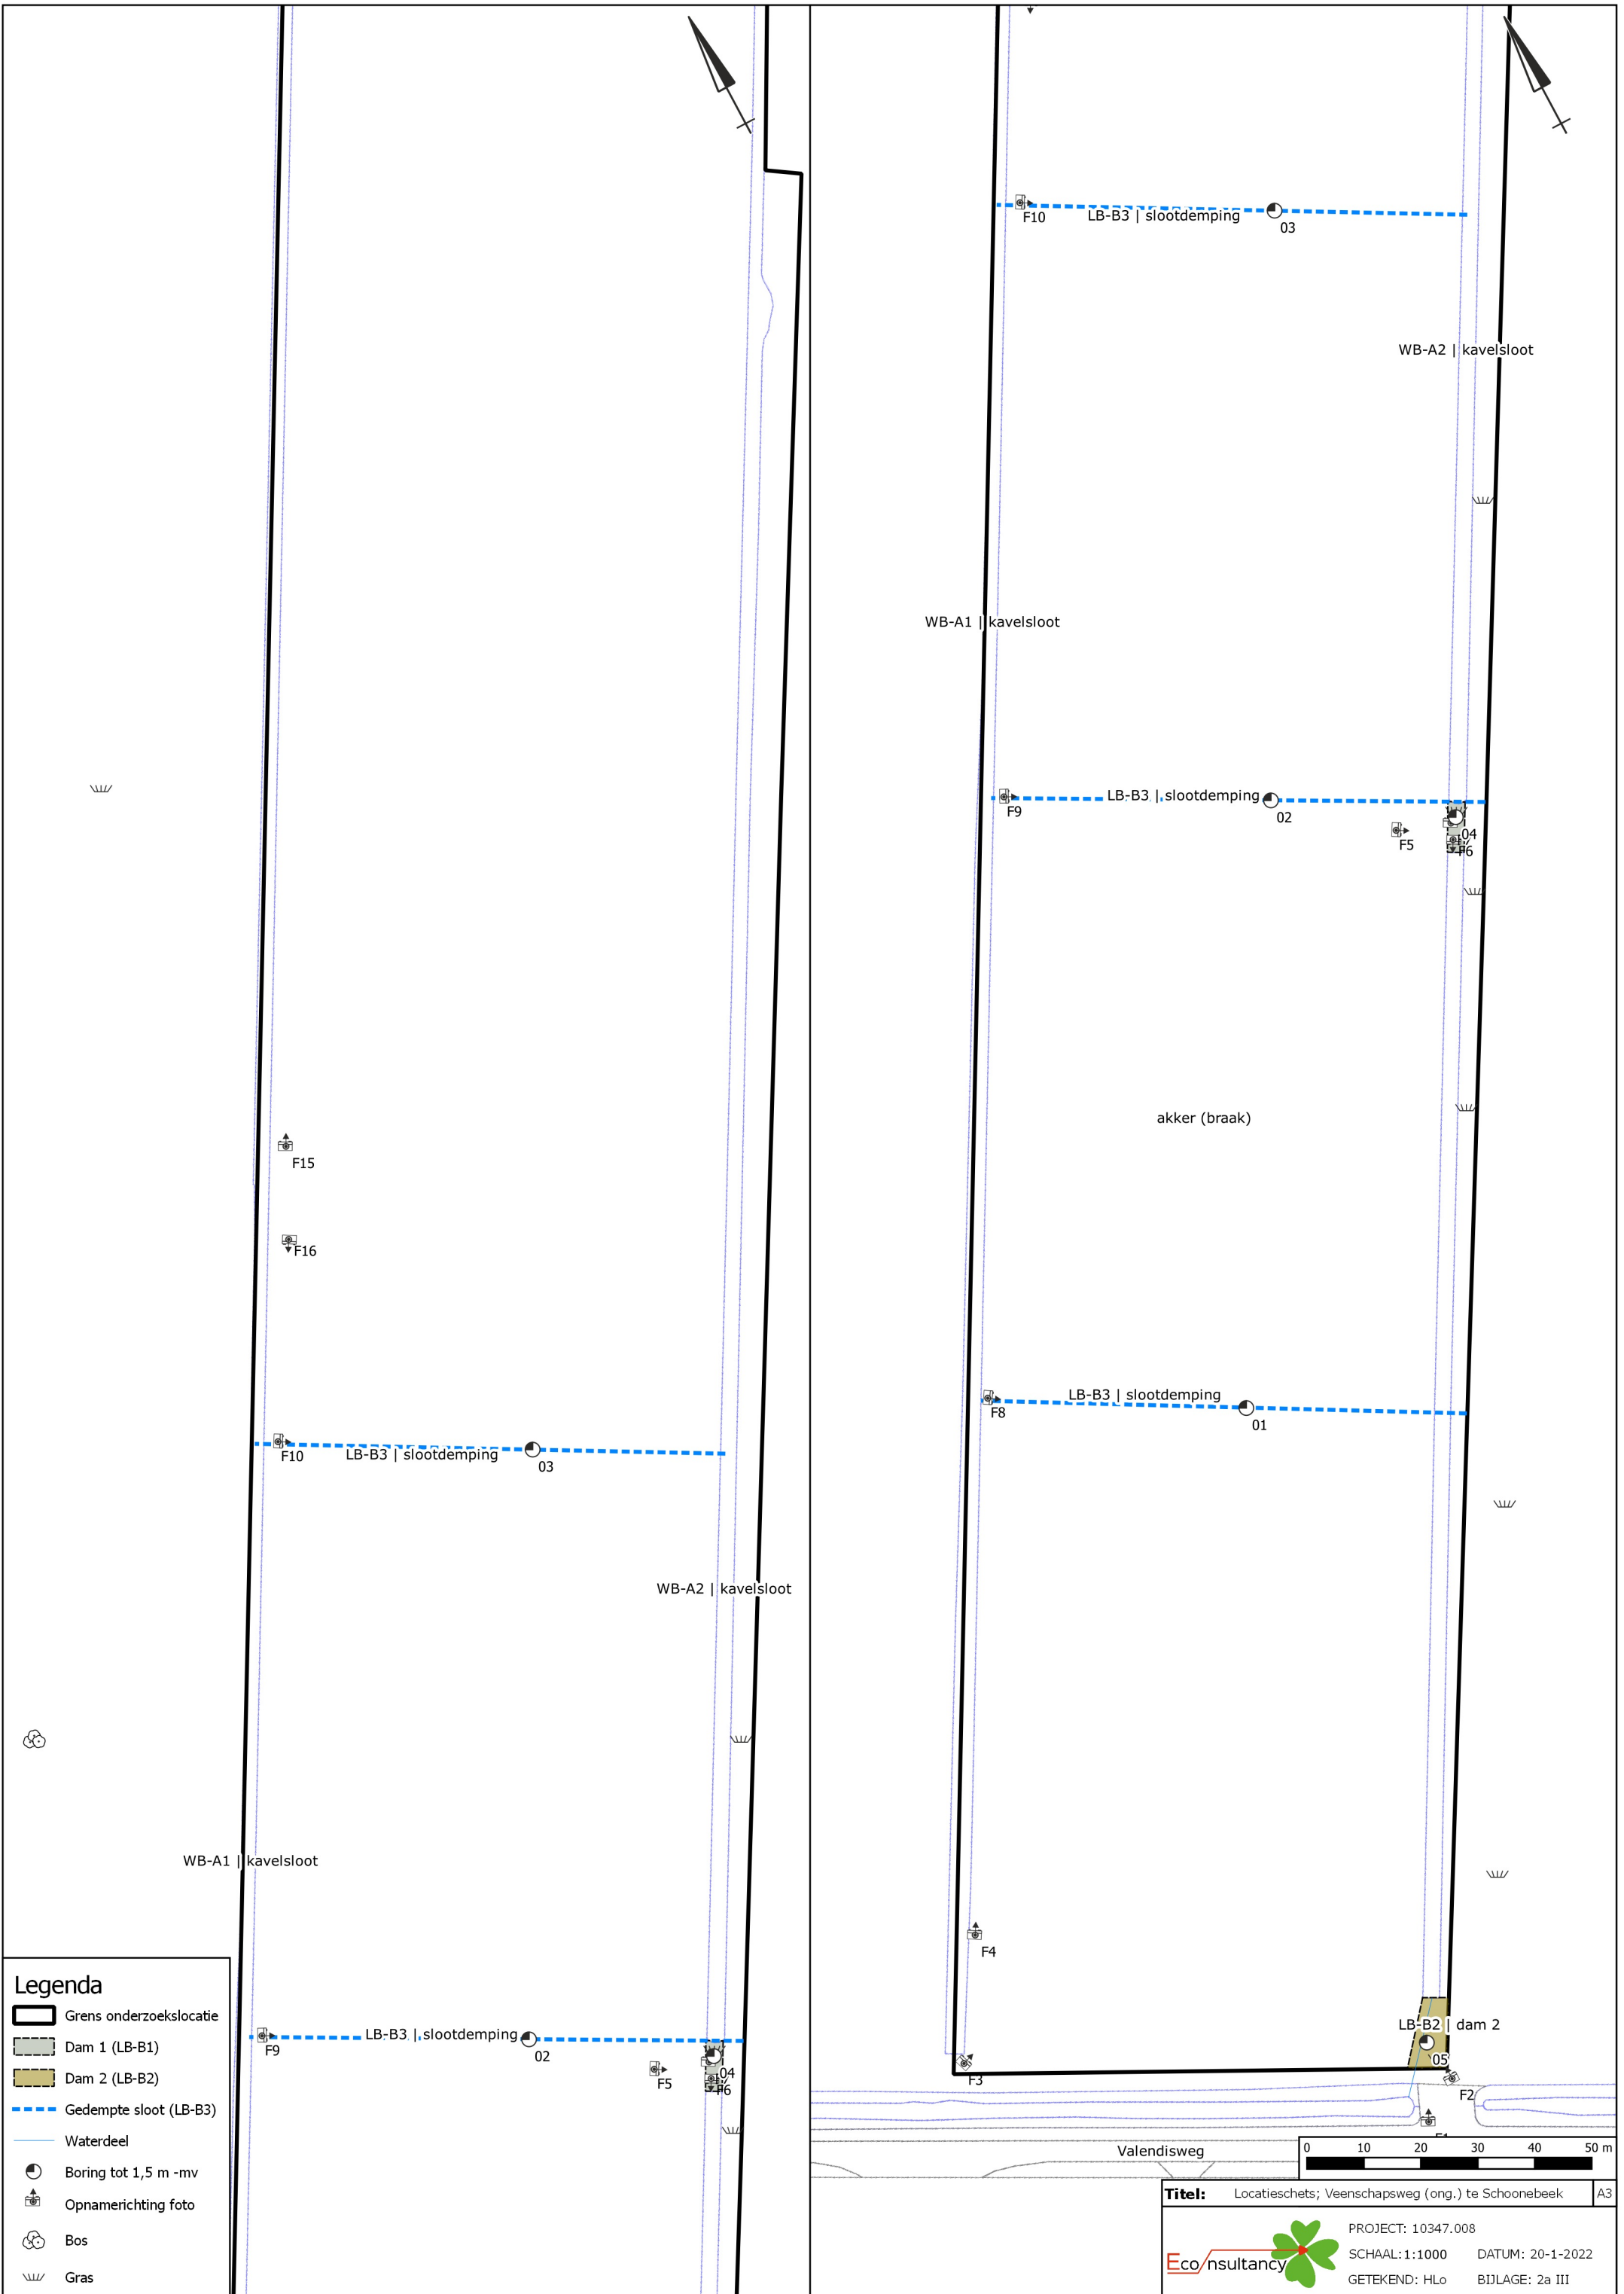 F15
F16
F10
LB-B3 | slootdemping
03
WB-A2 | kavelsloot
WB-A1 | kavelsloot
F9
LB-B3 | slootdemping
02
F5
04
F6
Legenda
Grens onderzoekslocatie
Dam 1 (LB-B1)
Dam 2 (LB-B2)
Gedempte sloot (LB-B3)
Waterdeel
Boring tot 1,5 m -mv
Opnamerichting foto
Bos
Gras
F10
LB-B3 | slootdemping
03
WB-A2 | kavelsloot
WB-A1 | kavelsloot
F9
LB-B3 | slootdemping
02
F5
04
F6
akker (braak)
F8
LB-B3 | slootdemping
01
F4
LB-B2 | dam 2
05
F3
F2
Valendisweg
0 10 20 30 40 50 m
Titel: Locatieschets; Veenschapsweg (ong.) te Schoonebeek A3
Econsultancy
PROJECT: 10347.008
SCHAAL: 1:1000 DATUM: 20-1-2022
GETEKEND: HLo BIJLAGE: 2a III